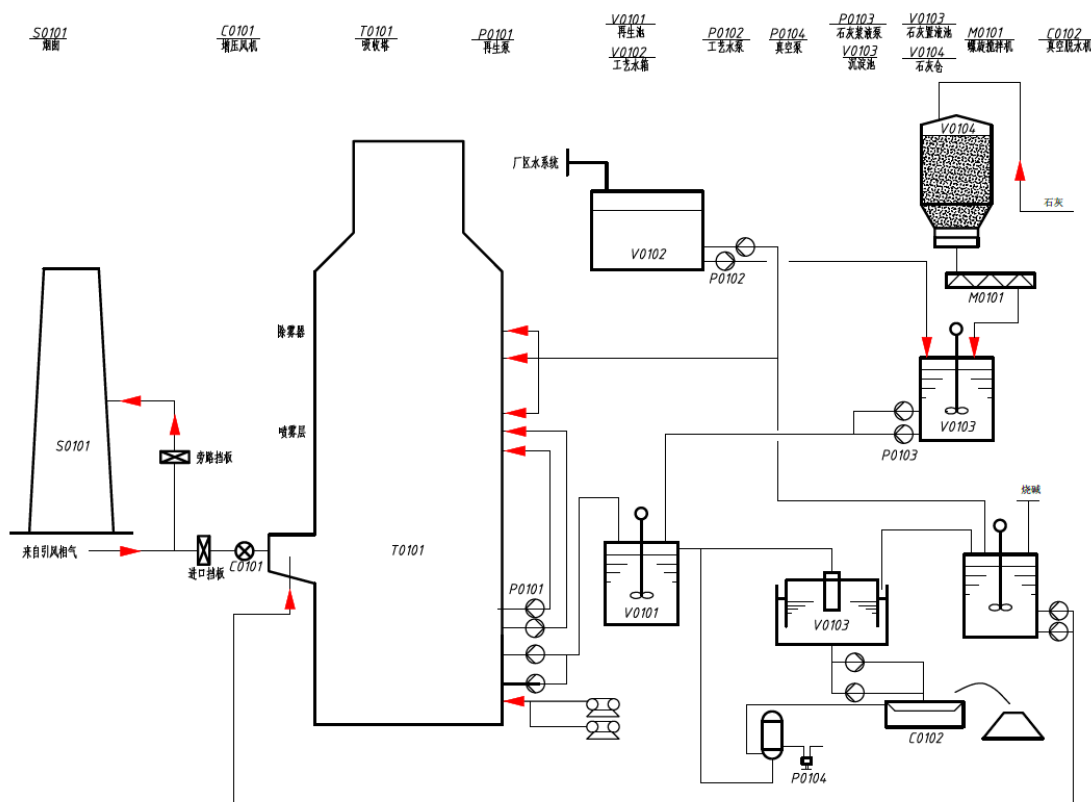 S0101
烟囱
C0101
增压风机
T0101
吸收塔
P0101
再生泵
V0101
再生池
V0102
工艺水箱
P0102
工艺水泵
P0104
真空泵
P0103
石灰浆液泵
V0103
沉淀池
V0103
石灰置液池
V0104
石灰仓
M0101
螺旋搅拌机
C0102
真空脱水机
V0104
厂区水系统
石灰
V0102
P0102
M0101
除雾器
喷雾层
S0101
旁路挡板
V0103
P0103
烧碱
来自引风相气
进口挡板
C0101
T0101
P0101
V0101
V0103
C0102
P0104